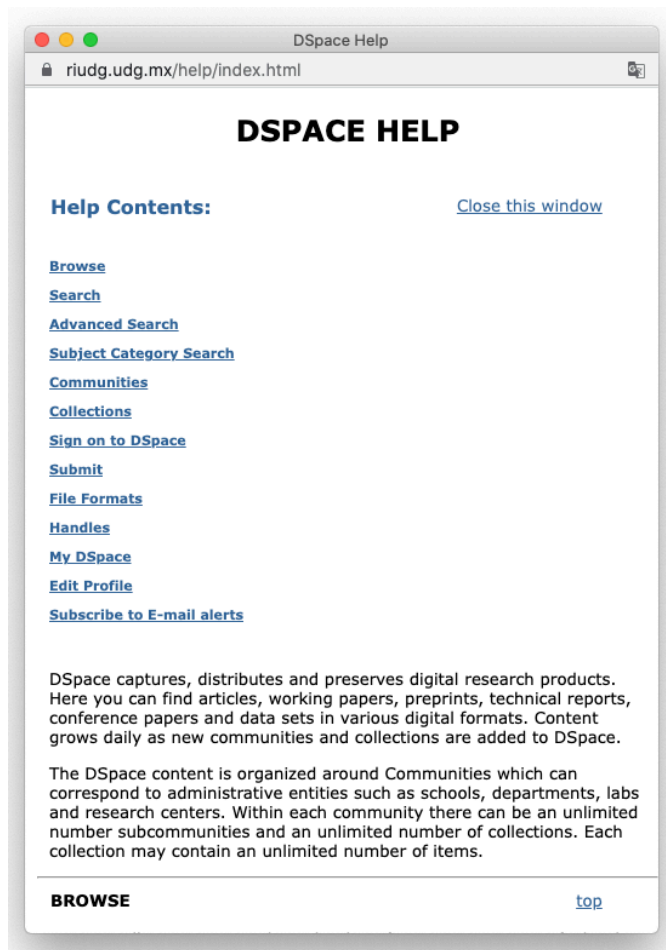 DSpace Help
riudg.udg.mx/help/index.html
DSPACE HELP
Help Contents:
Close this window
Browse
Search
Advanced Search
Subject Category Search
Communities
Collections
Sign on to DSpace
Submit
File Formats
Handles
My DSpace
Edit Profile
Subscribe to E-mail alerts
DSpace captures, distributes and preserves digital research products.
Here you can find articles, working papers, preprints, technical reports,
conference papers and data sets in various digital formats. Content
grows daily as new communities and collections are added to DSpace.
The DSpace content is organized around Communities which can
correspond to administrative entities such as schools, departments, labs
and research centers. Within each community there can be an unlimited
number subcommunities and an unlimited number of collections. Each
collection may contain an unlimited number of items.
BROWSE
top